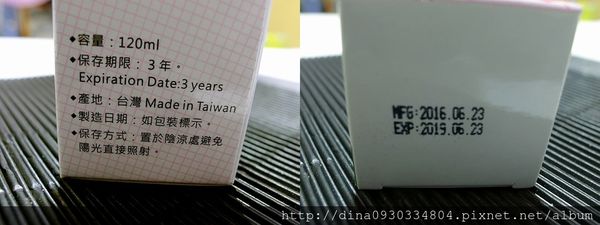 ◆容量：120ml
◆保存期限：3年。
Expiration Date:3 years
◆產地：台灣 Made in Taiwan
◆製造日期：如包裝標示。
◆保存方式：置於陰涼處避免
陽光直接照射。
MFG:2016.06.23
EXP:2019.06.23
http://dina0930334804.pixnet.net/album